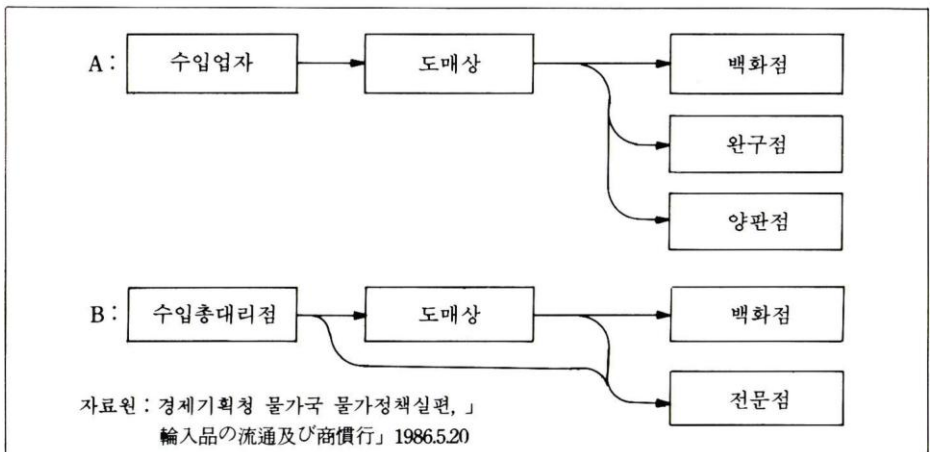 A : 수입업자 도매상 백화점
완구점
양판점
B : 수입총대리점 도매상 백화점
전문점
자료원 : 경제기획청 물가국 물가정책실편, 」
輸入品の流通及び商慣行」 1986.5.20